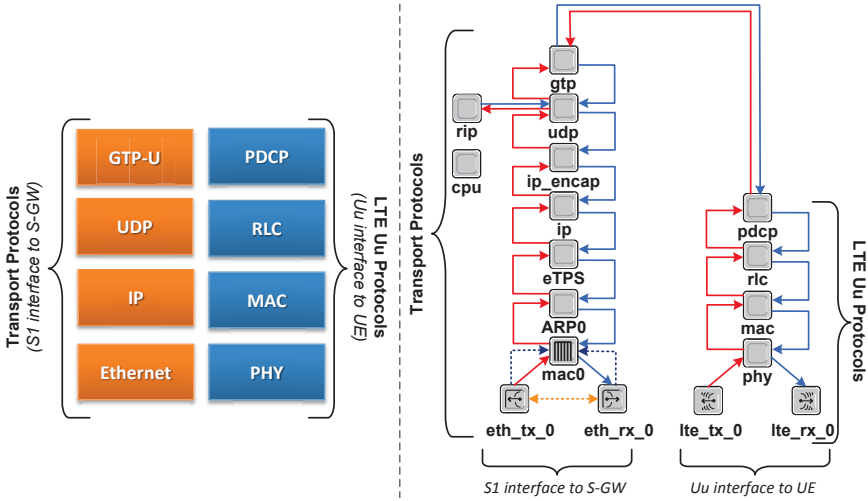 Transport Protocols
(S1 interface to S-GW)
GTP-U
PDCP
UDP
RLC
IP
MAC
Ethernet
PHY
LTE Uu Protocols
(Uu interface to UE)
Transport Protocols
gtp
rip
udp
cpu
ip_encap
ip
eTPS
ARP0
mac0
eth_tx_0
eth_rx_0
S1 interface to S-GW
pdcp
rlc
mac
phy
lte_tx_0
lte_rx_0
Uu interface to UE
LTE Uu Protocols